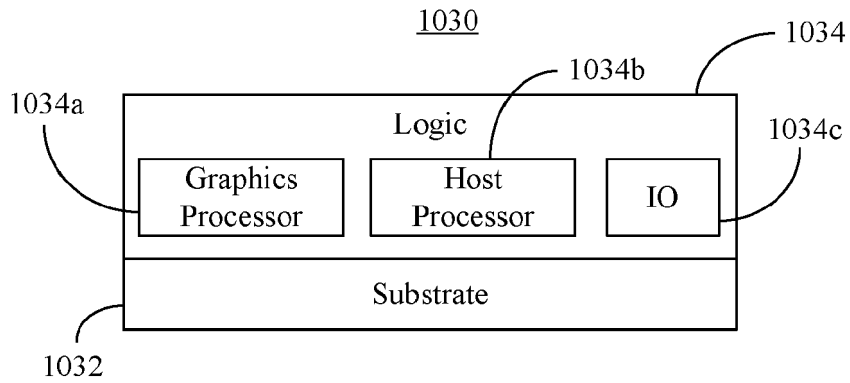 1030
1034
1034b
1034a
Logic
1034c
Graphics
Processor
Host
Processor
IO
Substrate
1032